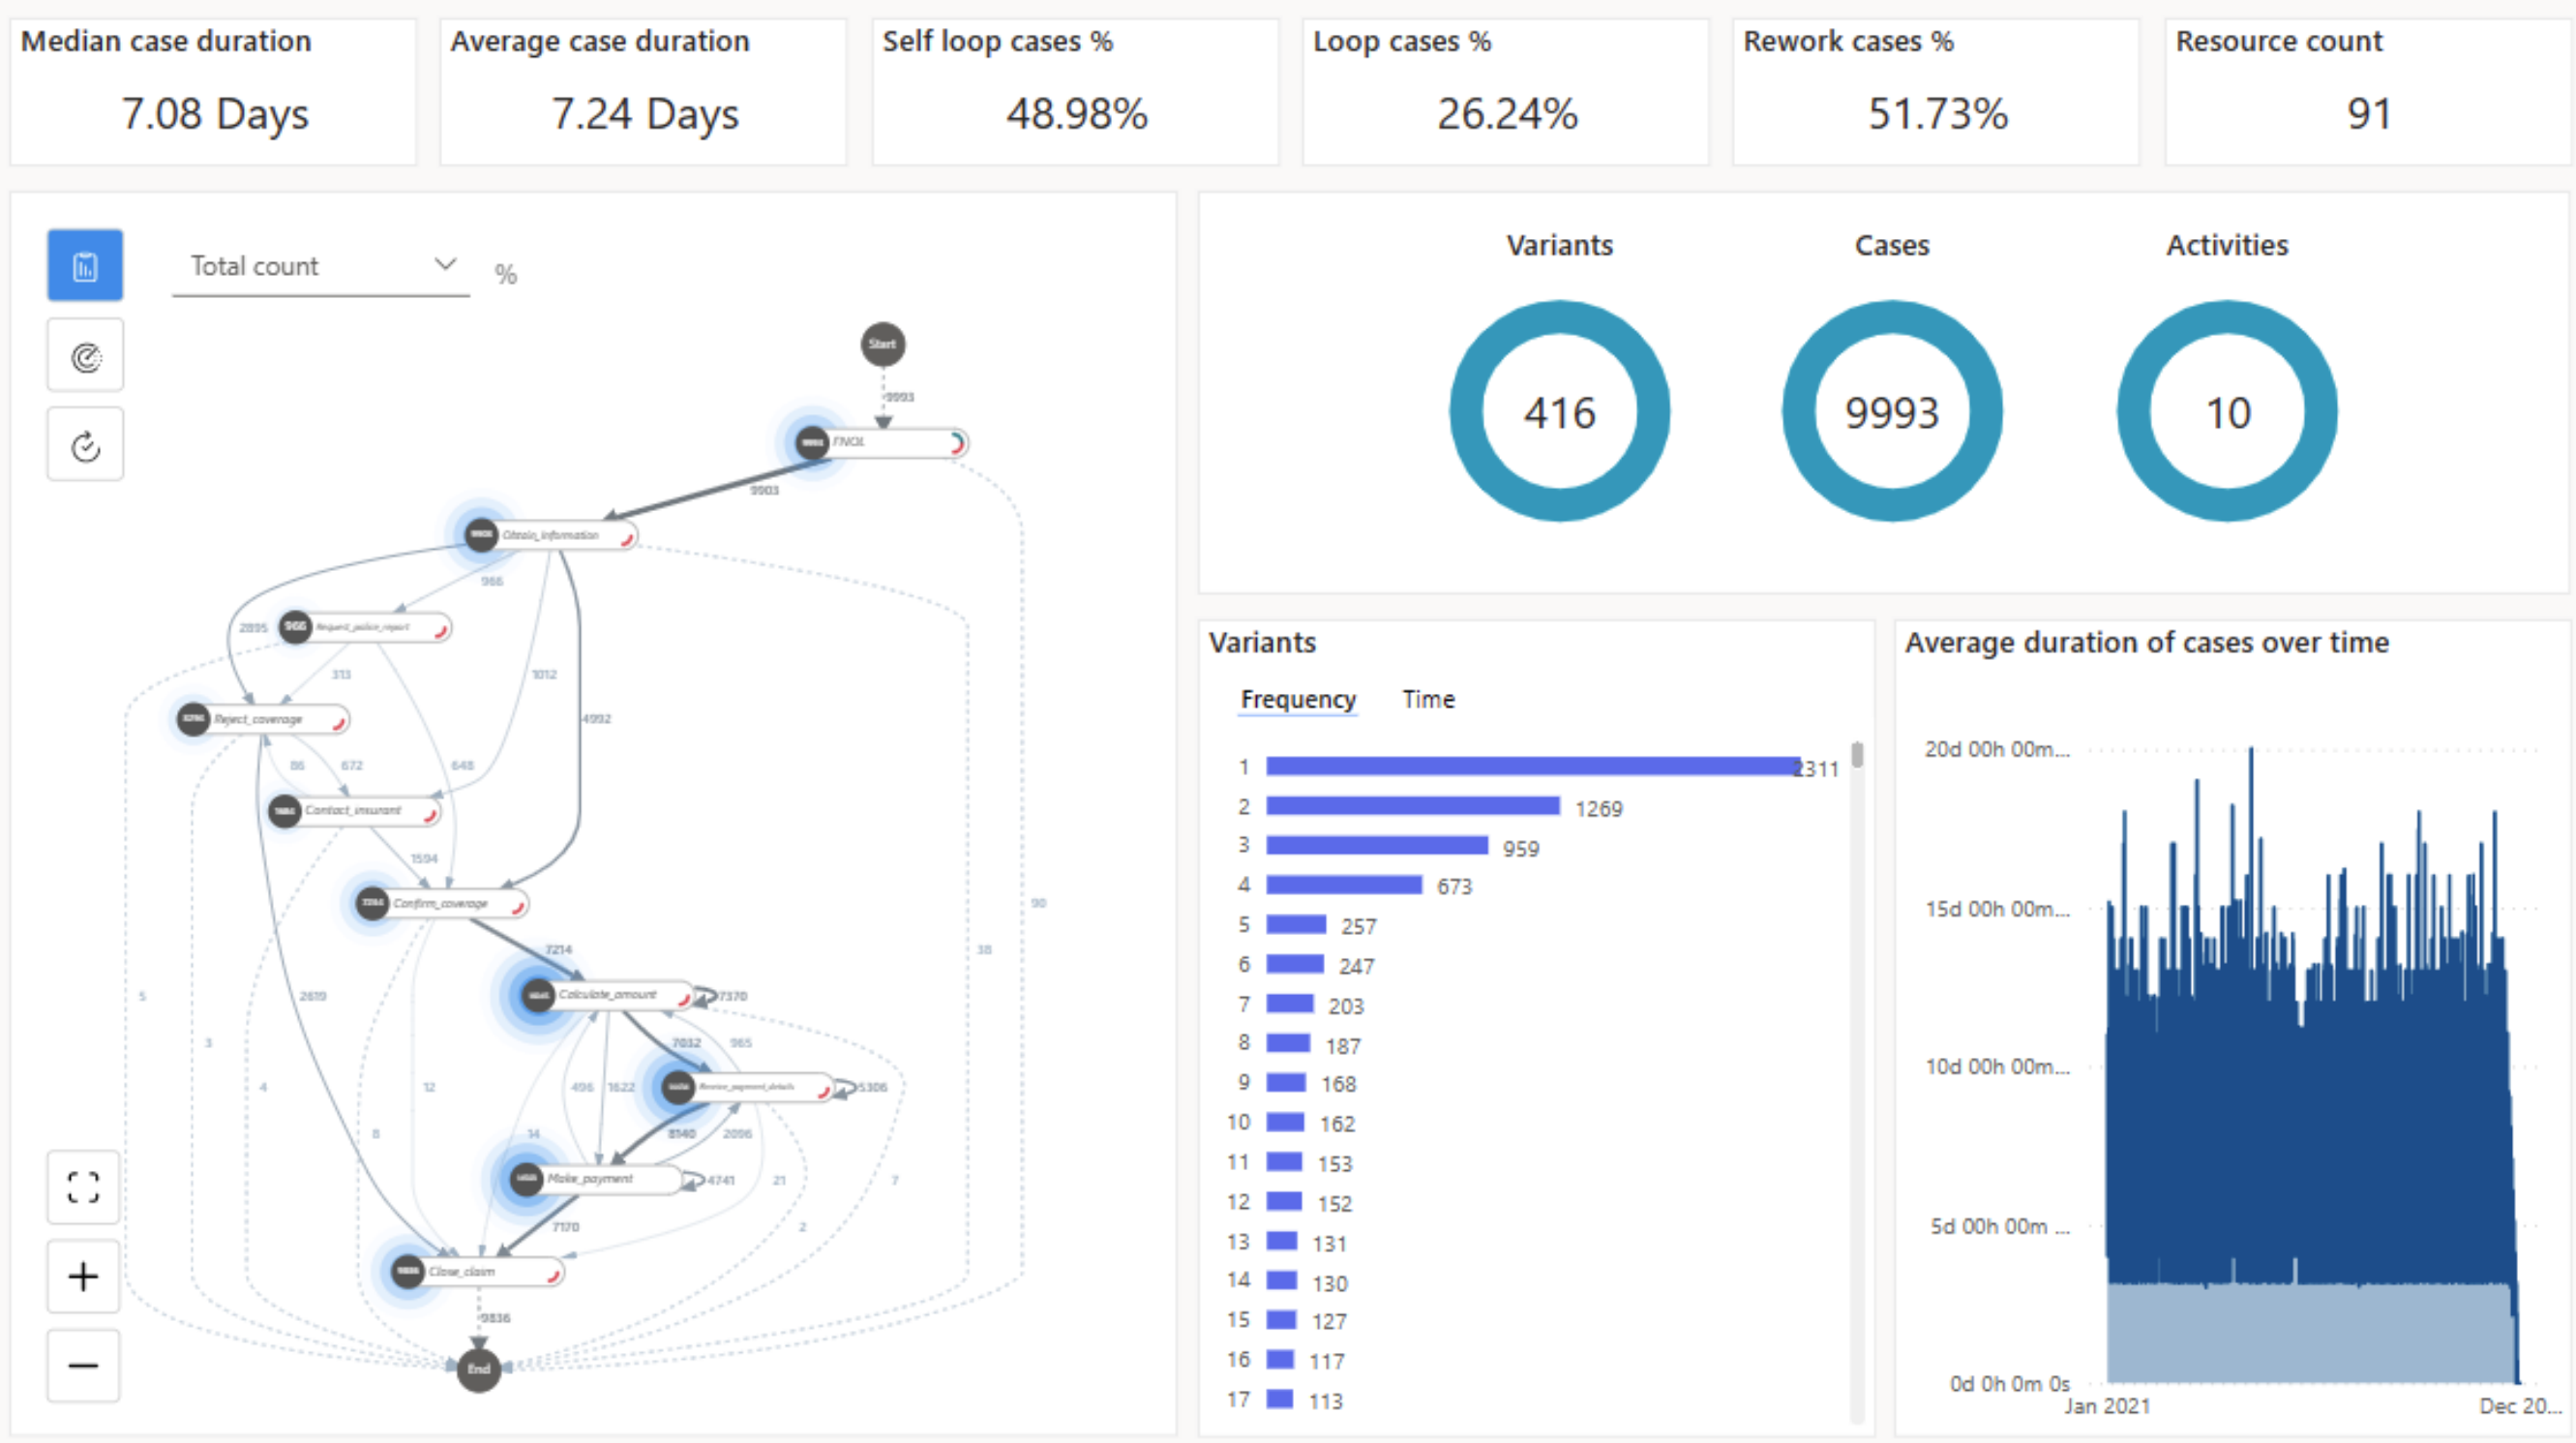 Median case duration
7.08 Days
Average case duration
7.24 Days
Self loop cases %
48.98%
Loop cases %
26.24%
Rework cases %
51.73%
Resource count
91
Total count
%
Start
9993
FNOL
9903
Obtain_information
966
2895
966
Request_police_report
313
1012
4992
Reject_coverage
86
672
648
Contact_insurant
1594
Confirm_coverage
90
7214
38
5
2619
Calculate_amount
7370
3
7032
965
4
12
496
1622
5306
8
14
8140
2096
Make_payment
4741
21
7
7170
2
Close_claim
9836
End
Variants
416
Cases
9993
Activities
10
Variants
Frequency
Time
1 2311
2 1269
3 959
4 673
5 257
6 247
7 203
8 187
9 168
10 162
11 153
12 152
13 131
14 130
15 127
16 117
17 113
Average duration of cases over time
20d 00h 00m...
15d 00h 00m...
10d 00h 00m...
5d 00h 00m ...
0d 0h 0m 0s
Jan 2021
Dec 20...